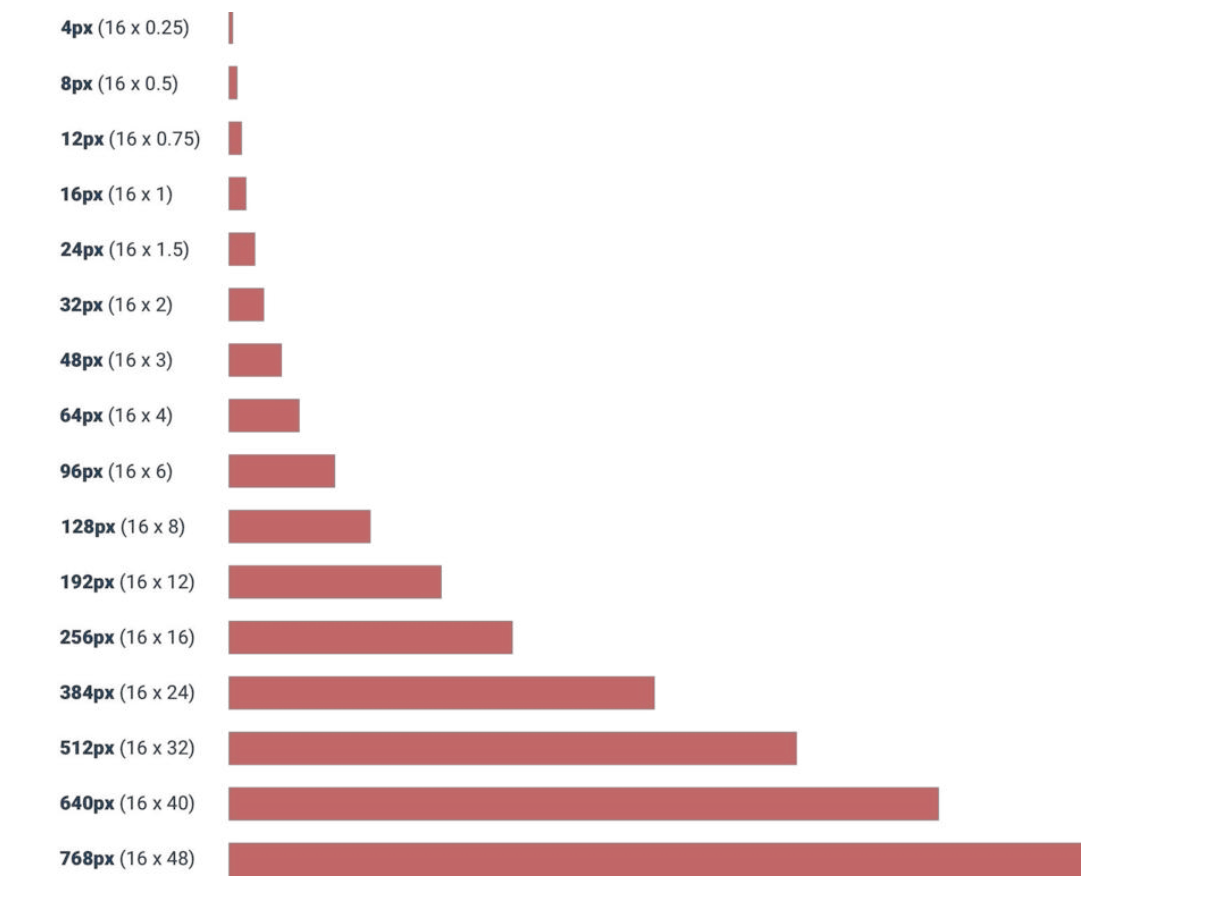 4px (16 x 0.25)
8px (16 x 0.5)
12px (16 x 0.75)
16px (16 x 1)
24px (16 x 1.5)
32px (16 x 2)
48px (16 x 3)
64px (16 x 4)
96px (16 x 6)
128px (16 x 8)
192px (16 x 12)
256px (16 x 16)
384px (16 x 24)
512px (16 x 32)
640px (16 x 40)
768px (16 x 48)